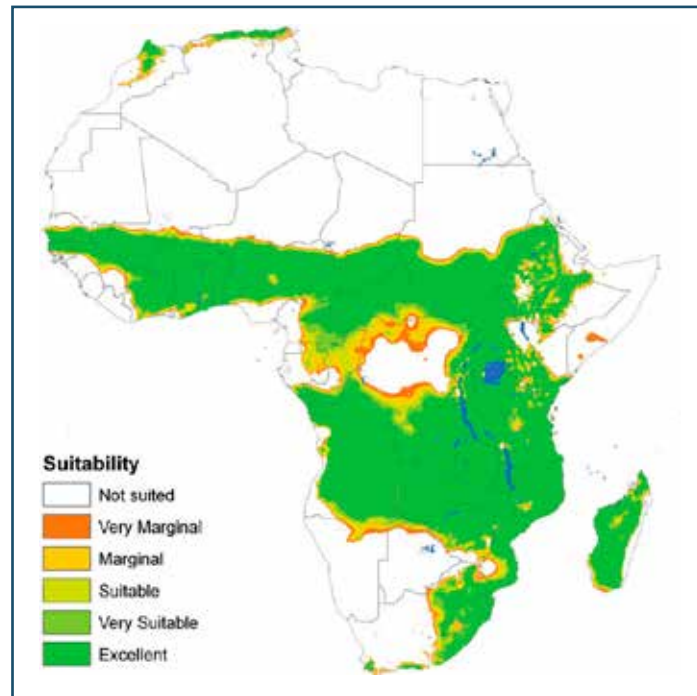 Suitability
Not suited
Very Marginal
Marginal
Suitable
Very Suitable
Excellent